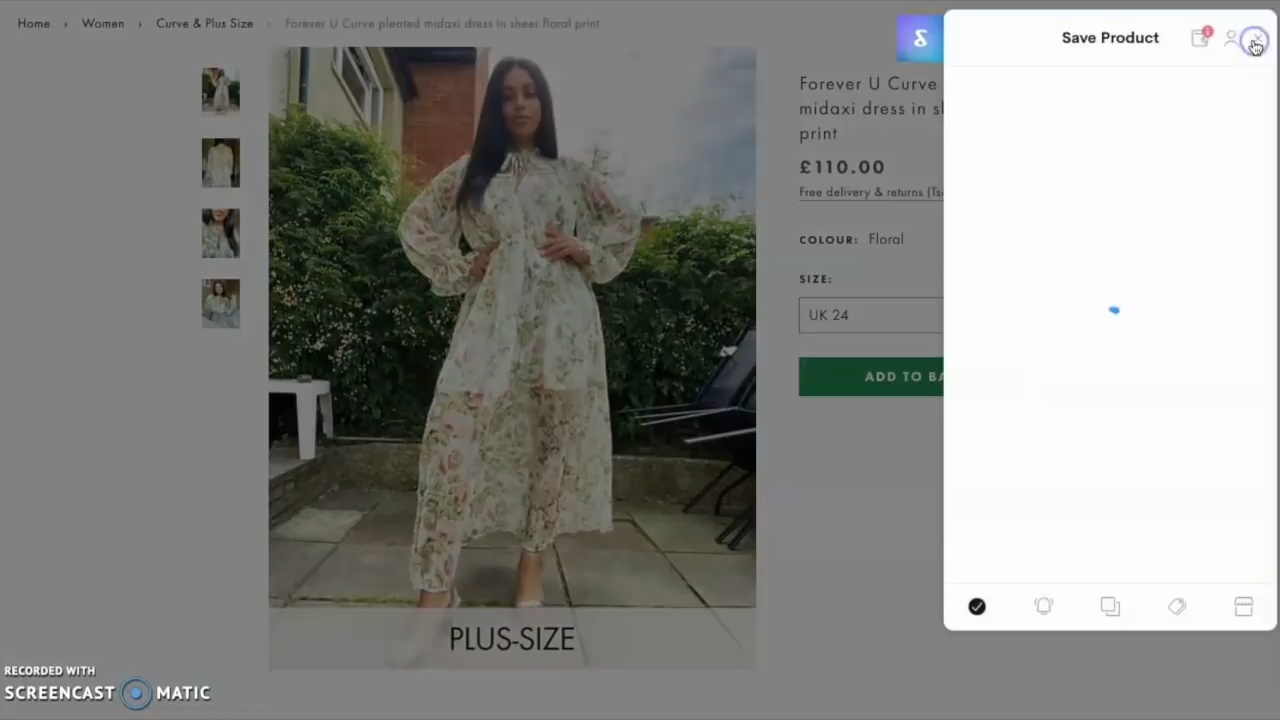 Home › Women › Curve & Plus Size › Forever U Curve pleated midaxi dress in sheer floral print
Save Product
1
Forever U Curve
midaxi dress in
print
£110.00
Free delivery & returns
COLOUR: Floral
SIZE:
UK 24
ADD TO
PLUS-SIZE
RECORDED WITH
SCREENCAST MATIC